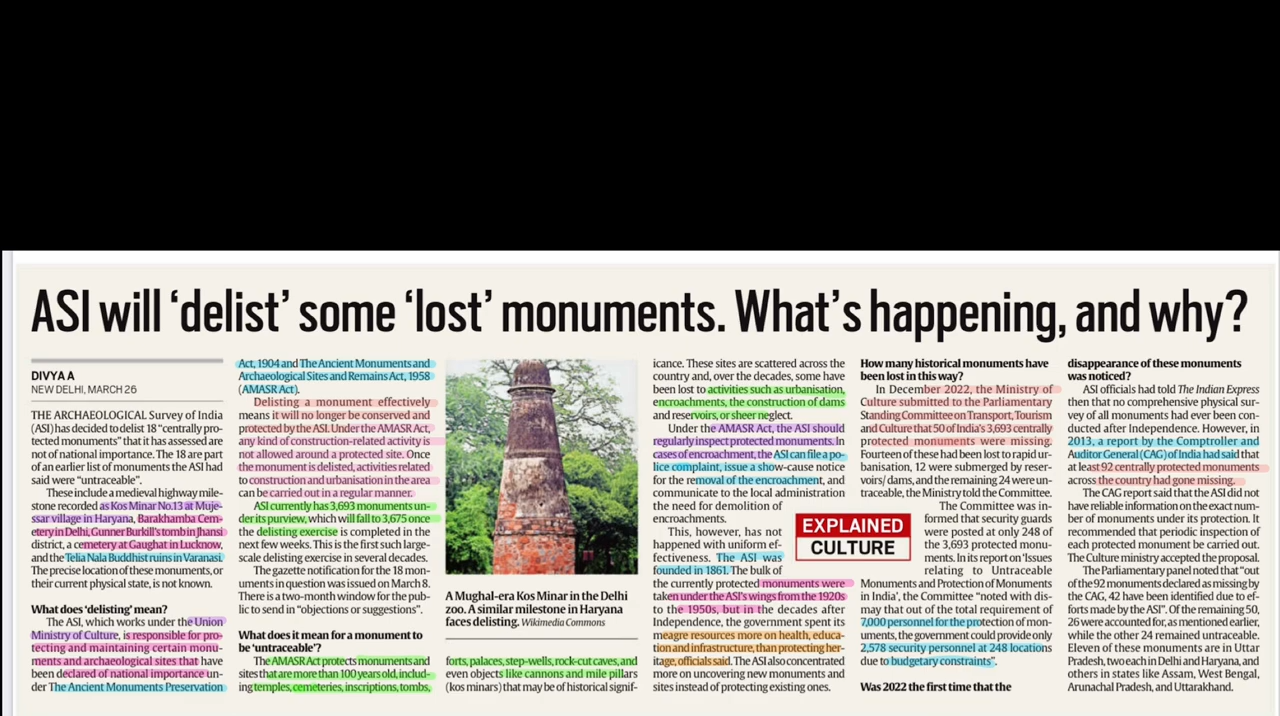 ASI will ‘delist’ some ‘lost’ monuments. What’s happening, and why?
DIVYA A
NEW DELHI, MARCH 26
THE ARCHAEOLOGICAL Survey of India
(ASI) has decided to delist 18 “centrally pro-
tected monuments” that it has assessed are
not of national importance. The 18 are part
of an earlier list of monuments the ASI had
said were “untraceable”.
These include a medieval highway mile-
stone recorded as Kos Minar No.13 at Muje-
ssar village in Haryana, Barakhamba Cem-
etery in Delhi, Gunner Burkill’s tomb in Jhansi
district, a cemetery at Gaughat in Lucknow,
and the Telia Nala Buddhist ruins in Varanasi.
The precise location of these monuments, or
their current physical state, is not known.
What does ‘delisting’ mean?
The ASI, which works under the Union
Ministry of Culture, is responsible for pro-
tecting and maintaining certain monu-
ments and archaeological sites that have
been declared of national importance un-
der The Ancient Monuments Preservation
Act, 1904 and The Ancient Monuments and
Archaeological Sites and Remains Act, 1958
(AMASR Act).
Delisting a monument effectively
means it will no longer be conserved and
protected by the ASI. Under the AMASR Act,
any kind of construction-related activity is
not allowed around a protected site. Once
the monument is delisted, activities related
to construction and urbanisation in the area
can be carried out in a regular manner.
ASI currently has 3,693 monuments un-
der its purview, which will fall to 3,675 once
the delisting exercise is completed in the
next few weeks. This is the first such large-
scale delisting exercise in several decades.
The gazette notification for the 18 mon-
uments in question was issued on March 8.
There is a two-month window for the pub-
lic to send in “objections or suggestions”.
What does it mean for a monument to
be ‘untraceable’?
The AMASR Act protects monuments and
sites that are more than 100 years old, includ-
ing temples, cemeteries, inscriptions, tombs,
A Mughal-era Kos Minar in the Delhi
zoo. A similar milestone in Haryana
faces delisting. Wikimedia Commons
forts, palaces, step-wells, rock-cut caves, and
even objects like cannons and mile pillars
(kos minars) that may be of historical signif-
icance. These sites are scattered across the
country and, over the decades, some have
been lost to activities such as urbanisation,
encroachments, the construction of dams
and reservoirs, or sheer neglect.
Under the AMASR Act, the ASI should
regularly inspect protected monuments. In
cases of encroachment, the ASI can file a po-
lice complaint, issue a show-cause notice
for the removal of the encroachment, and
communicate to the local administration
the need for demolition of
encroachments.
This, however, has not
happened with uniform ef-
fectiveness. The ASI was
founded in 1861. The bulk of
the currently protected monuments were
taken under the ASI’s wings from the 1920s
to the 1950s, but in the decades after
Independence, the government spent its
meagre resources more on health, educa-
tion and infrastructure, than protecting her-
itage, officials said. The ASI also concentrated
more on uncovering new monuments and
sites instead of protecting existing ones.
EXPLAINED
CULTURE
How many historical monuments have
been lost in this way?
In December 2022, the Ministry of
Culture submitted to the Parliamentary
Standing Committee on Transport, Tourism
and Culture that 50 of India’s 3,693 centrally
protected monuments were missing.
Fourteen of these had been lost to rapid ur-
banisation, 12 were submerged by reser-
voirs/ dams, and the remaining 24 were un-
traceable, the Ministry told the Committee.
The Committee was in-
formed that security guards
were posted at only 248 of
the 3,693 protected monu-
ments. In its report on ‘Issues
relating to Untraceable
Monuments and Protection of Monuments
in India’, the Committee “noted with dis-
may that out of the total requirement of
7,000 personnel for the protection of mon-
uments, the government could provide only
2,578 security personnel at 248 locations
due to budgetary constraints”.
Was 2022 the first time that the
disappearance of these monuments
was noticed?
ASI officials had told The Indian Express
then that no comprehensive physical sur-
vey of all monuments had ever been con-
ducted after Independence. However, in
2013, a report by the Comptroller and
Auditor General (CAG) of India had said that
at least 92 centrally protected monuments
across the country had gone missing.
The CAG report said that the ASI did not
have reliable information on the exact num-
ber of monuments under its protection. It
recommended that periodic inspection of
each protected monument be carried out.
The Culture ministry accepted the proposal.
The Parliamentary panel noted that “out
of the 92 monuments declared as missing by
the CAG, 42 have been identified due to ef-
forts made by the ASI”. Of the remaining 50,
26 were accounted for, as mentioned earlier,
while the other 24 remained untraceable.
Eleven of these monuments are in Uttar
Pradesh, two each in Delhi and Haryana, and
others in states like Assam, West Bengal,
Arunachal Pradesh, and Uttarakhand.